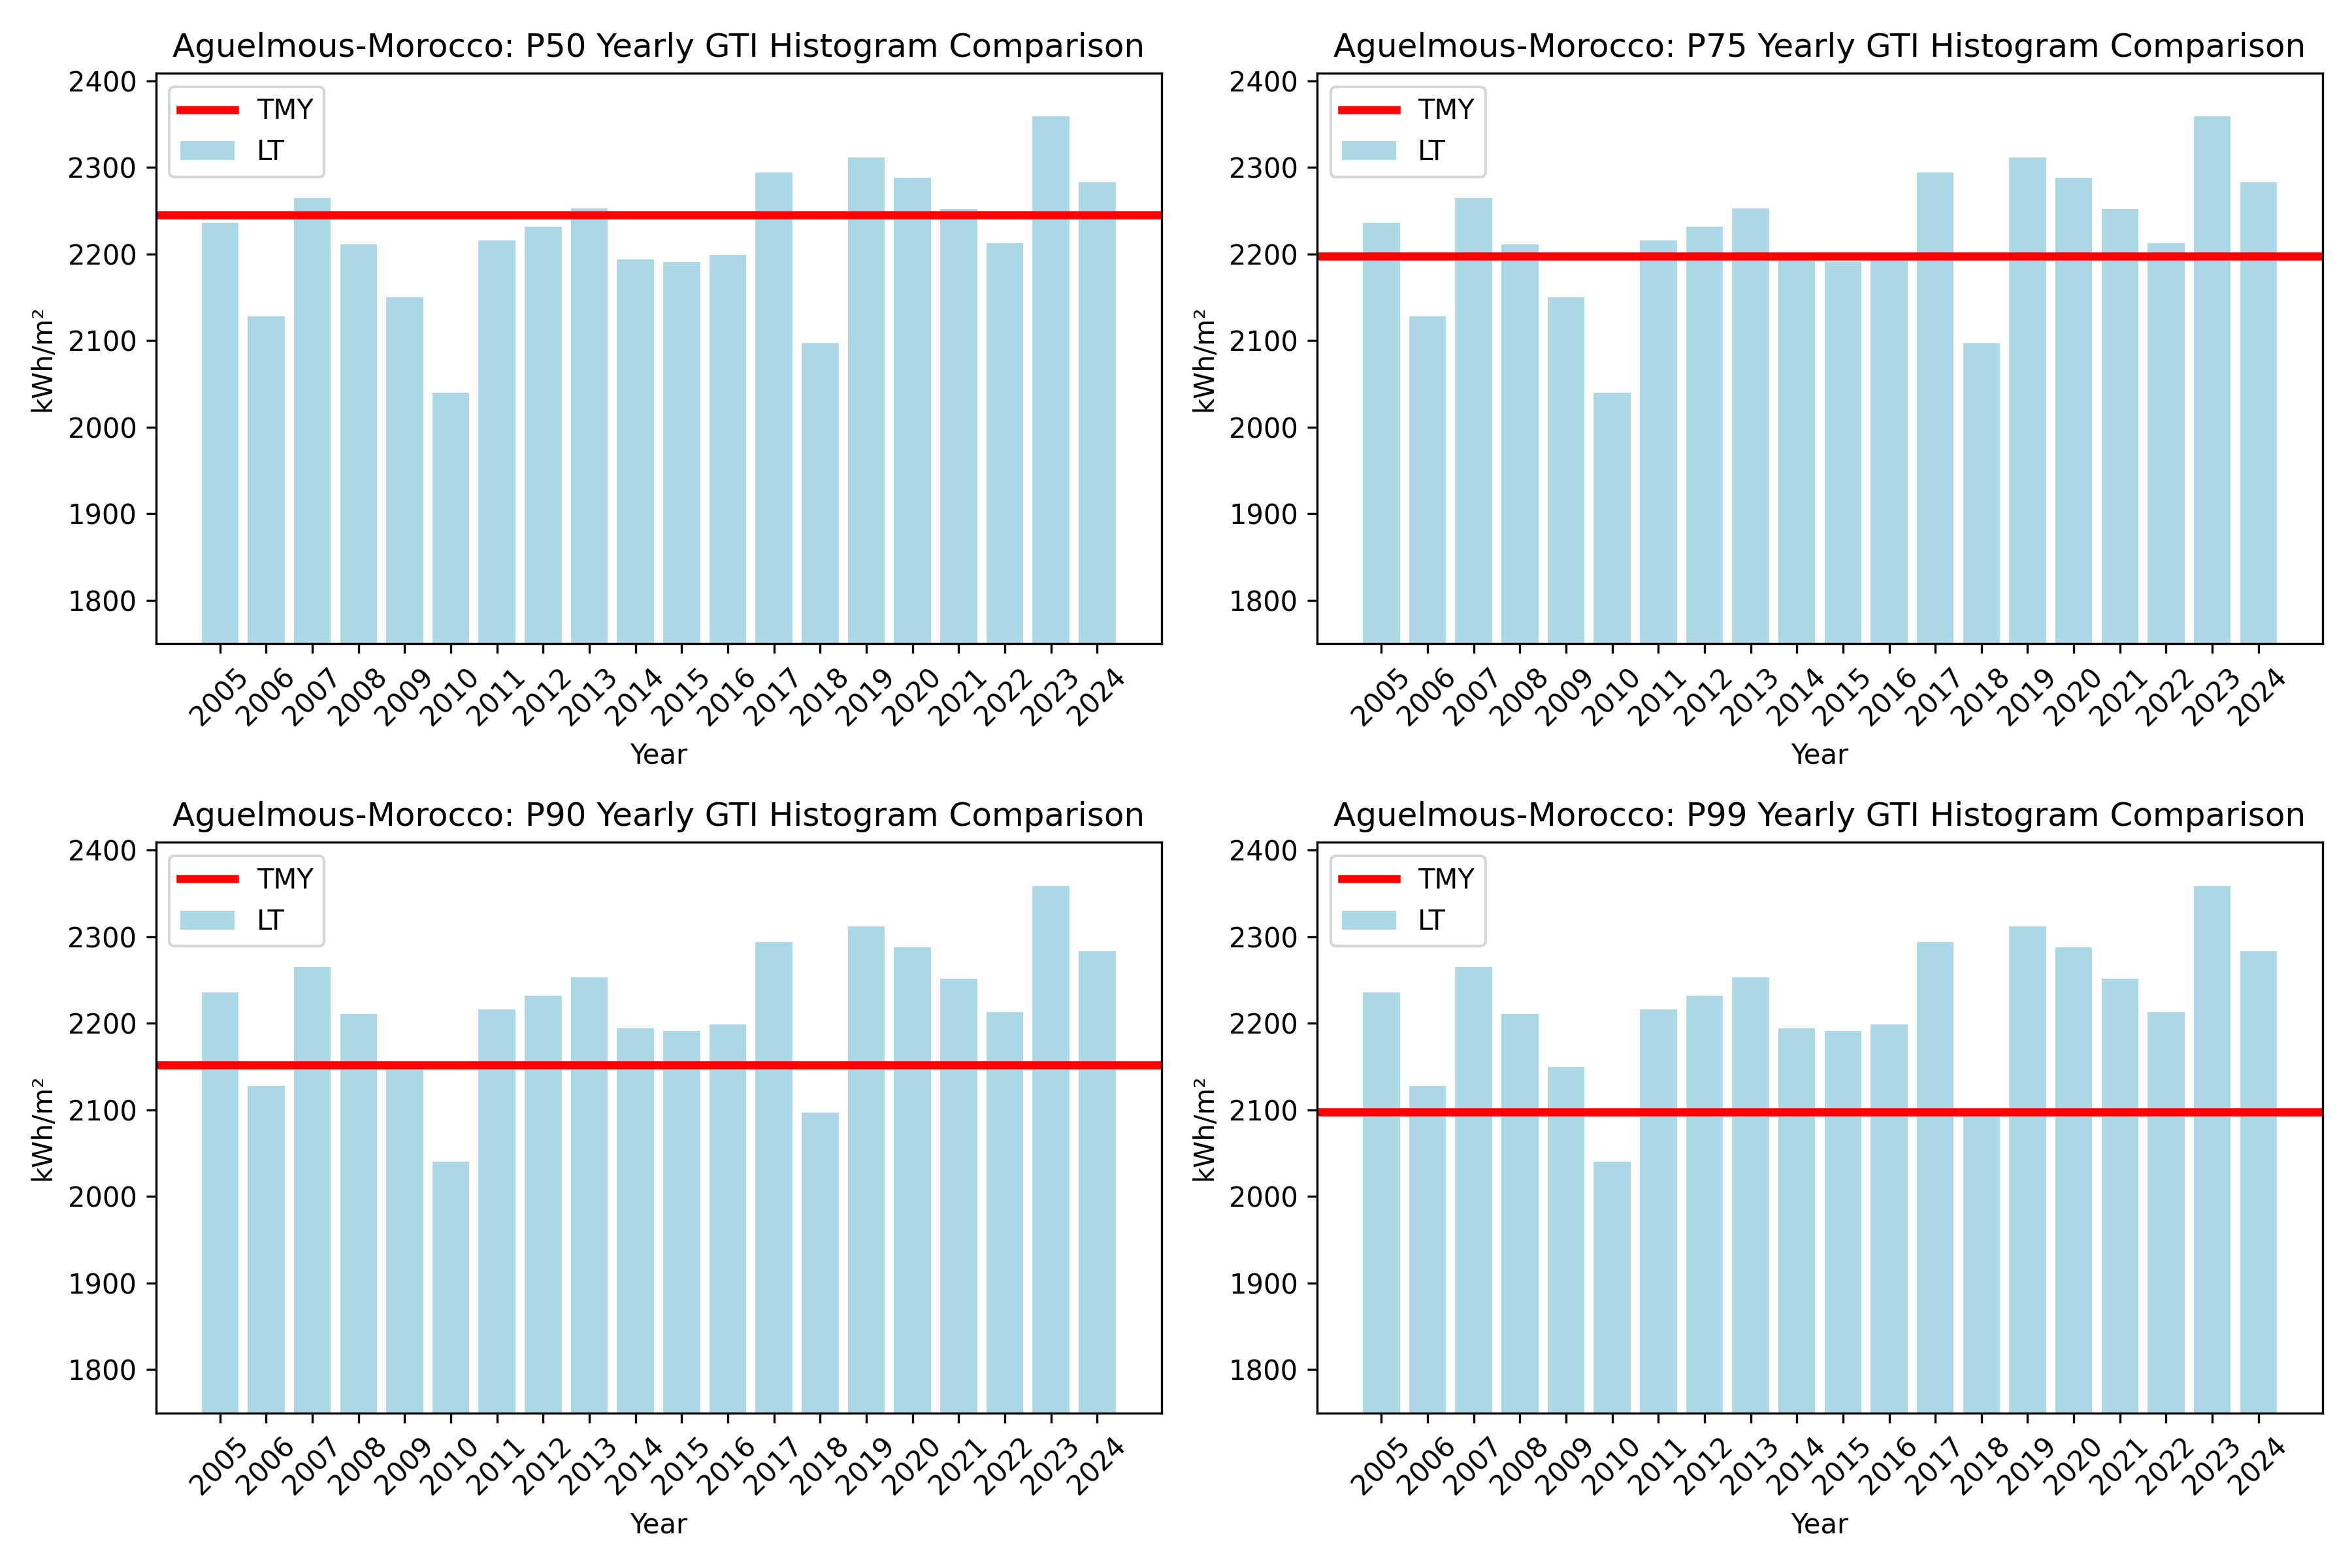 Aguelmous-Morocco: P50 Yearly GTI Histogram Comparison
2400
2300
2200
2100
2000
1900
1800
kWh/m²
TMY
LT
2005 2006 2007 2008 2009 2010 2011 2012 2013 2014 2015 2016 2017 2018 2019 2020 2021 2022 2023 2024
Year
Aguelmous-Morocco: P75 Yearly GTI Histogram Comparison
2400
2300
2200
2100
2000
1900
1800
kWh/m²
TMY
LT
2005 2006 2007 2008 2009 2010 2011 2012 2013 2014 2015 2016 2017 2018 2019 2020 2021 2022 2023 2024
Year
Aguelmous-Morocco: P90 Yearly GTI Histogram Comparison
2400
2300
2200
2100
2000
1900
1800
kWh/m²
TMY
LT
2005 2006 2007 2008 2009 2010 2011 2012 2013 2014 2015 2016 2017 2018 2019 2020 2021 2022 2023 2024
Year
Aguelmous-Morocco: P99 Yearly GTI Histogram Comparison
2400
2300
2200
2100
2000
1900
1800
kWh/m²
TMY
LT
2005 2006 2007 2008 2009 2010 2011 2012 2013 2014 2015 2016 2017 2018 2019 2020 2021 2022 2023 2024
Year